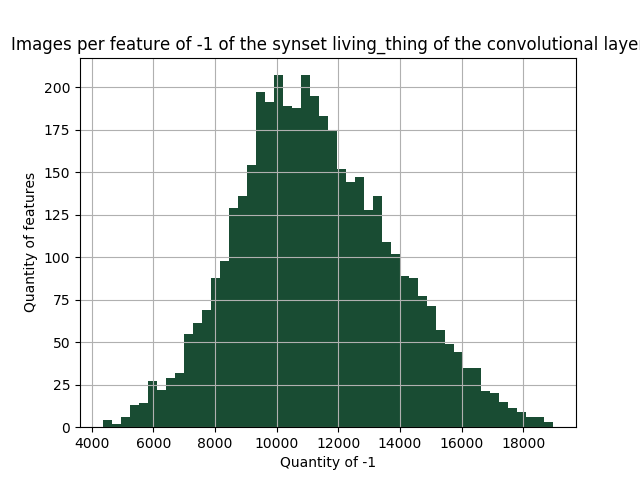 Images per feature of -1 of the synset living_thing of the convolutional layer
200
175
150
125
100
75
50
25
0
Quantity of features
4000 6000 8000 10000 12000 14000 16000 18000
Quantity of -1